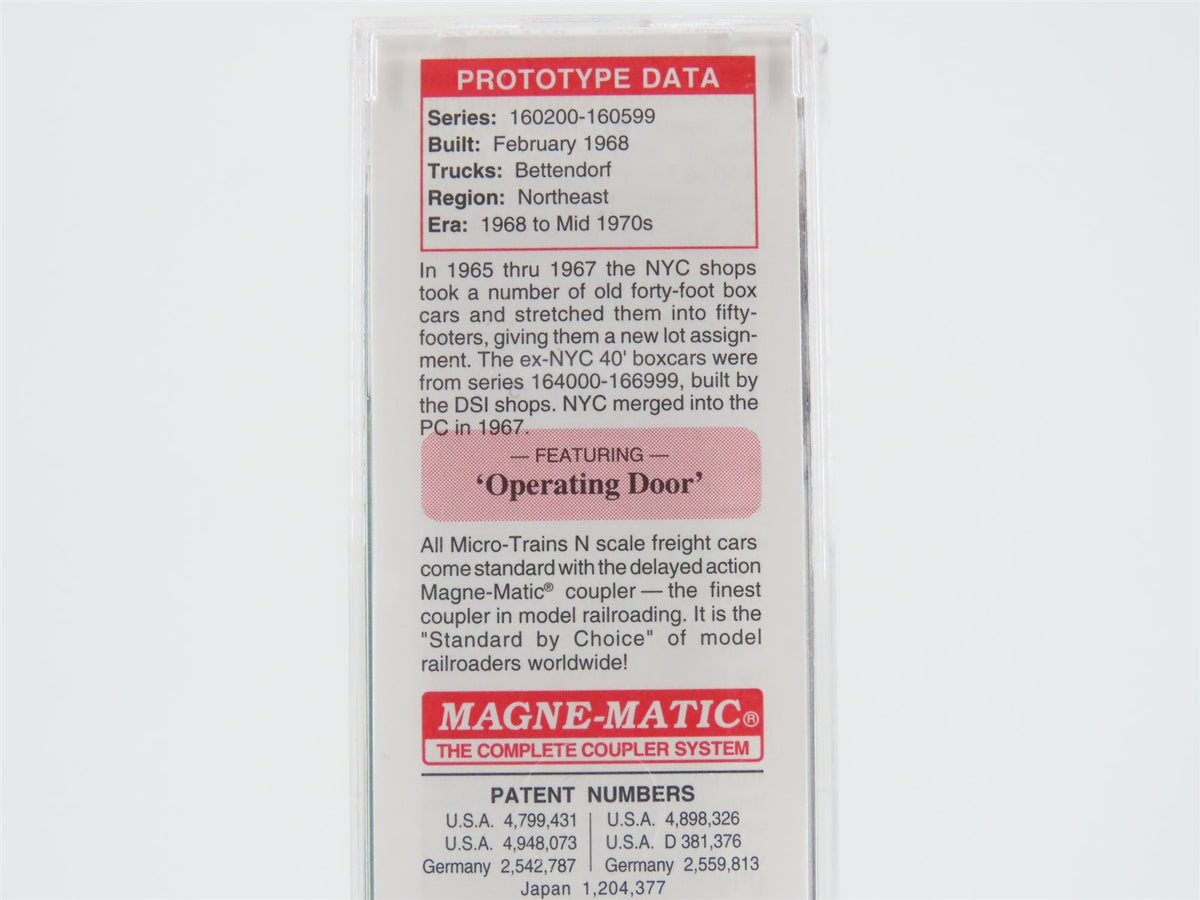 PROTOTYPE DATA
Series: 160200-160599
Built: February 1968
Trucks: Bettendorf
Region: Northeast
Era: 1968 to Mid 1970s
In 1965 thru 1967 the NYC shops
took a number of old forty-foot box
cars and stretched them into fifty-
footers, giving them a new lot assign-
ment. The ex-NYC 40' boxcars were
from series 164000-166999, built by
the DSI shops. NYC merged into the
PC in 1967.
— FEATURING —
‘Operating Door’
All Micro-Trains N scale freight cars
come standard with the delayed action
Magne-Matic® coupler — the finest
coupler in model railroading. It is the
"Standard by Choice" of model
railroaders worldwide!
MAGNE-MATIC®
THE COMPLETE COUPLER SYSTEM
PATENT NUMBERS
U.S.A. 4,799,431 | U.S.A. 4,898,326
U.S.A. 4,948,073 | U.S.A. D 381,376
Germany 2,542,787 | Germany 2,559,813
Japan 1,204,377